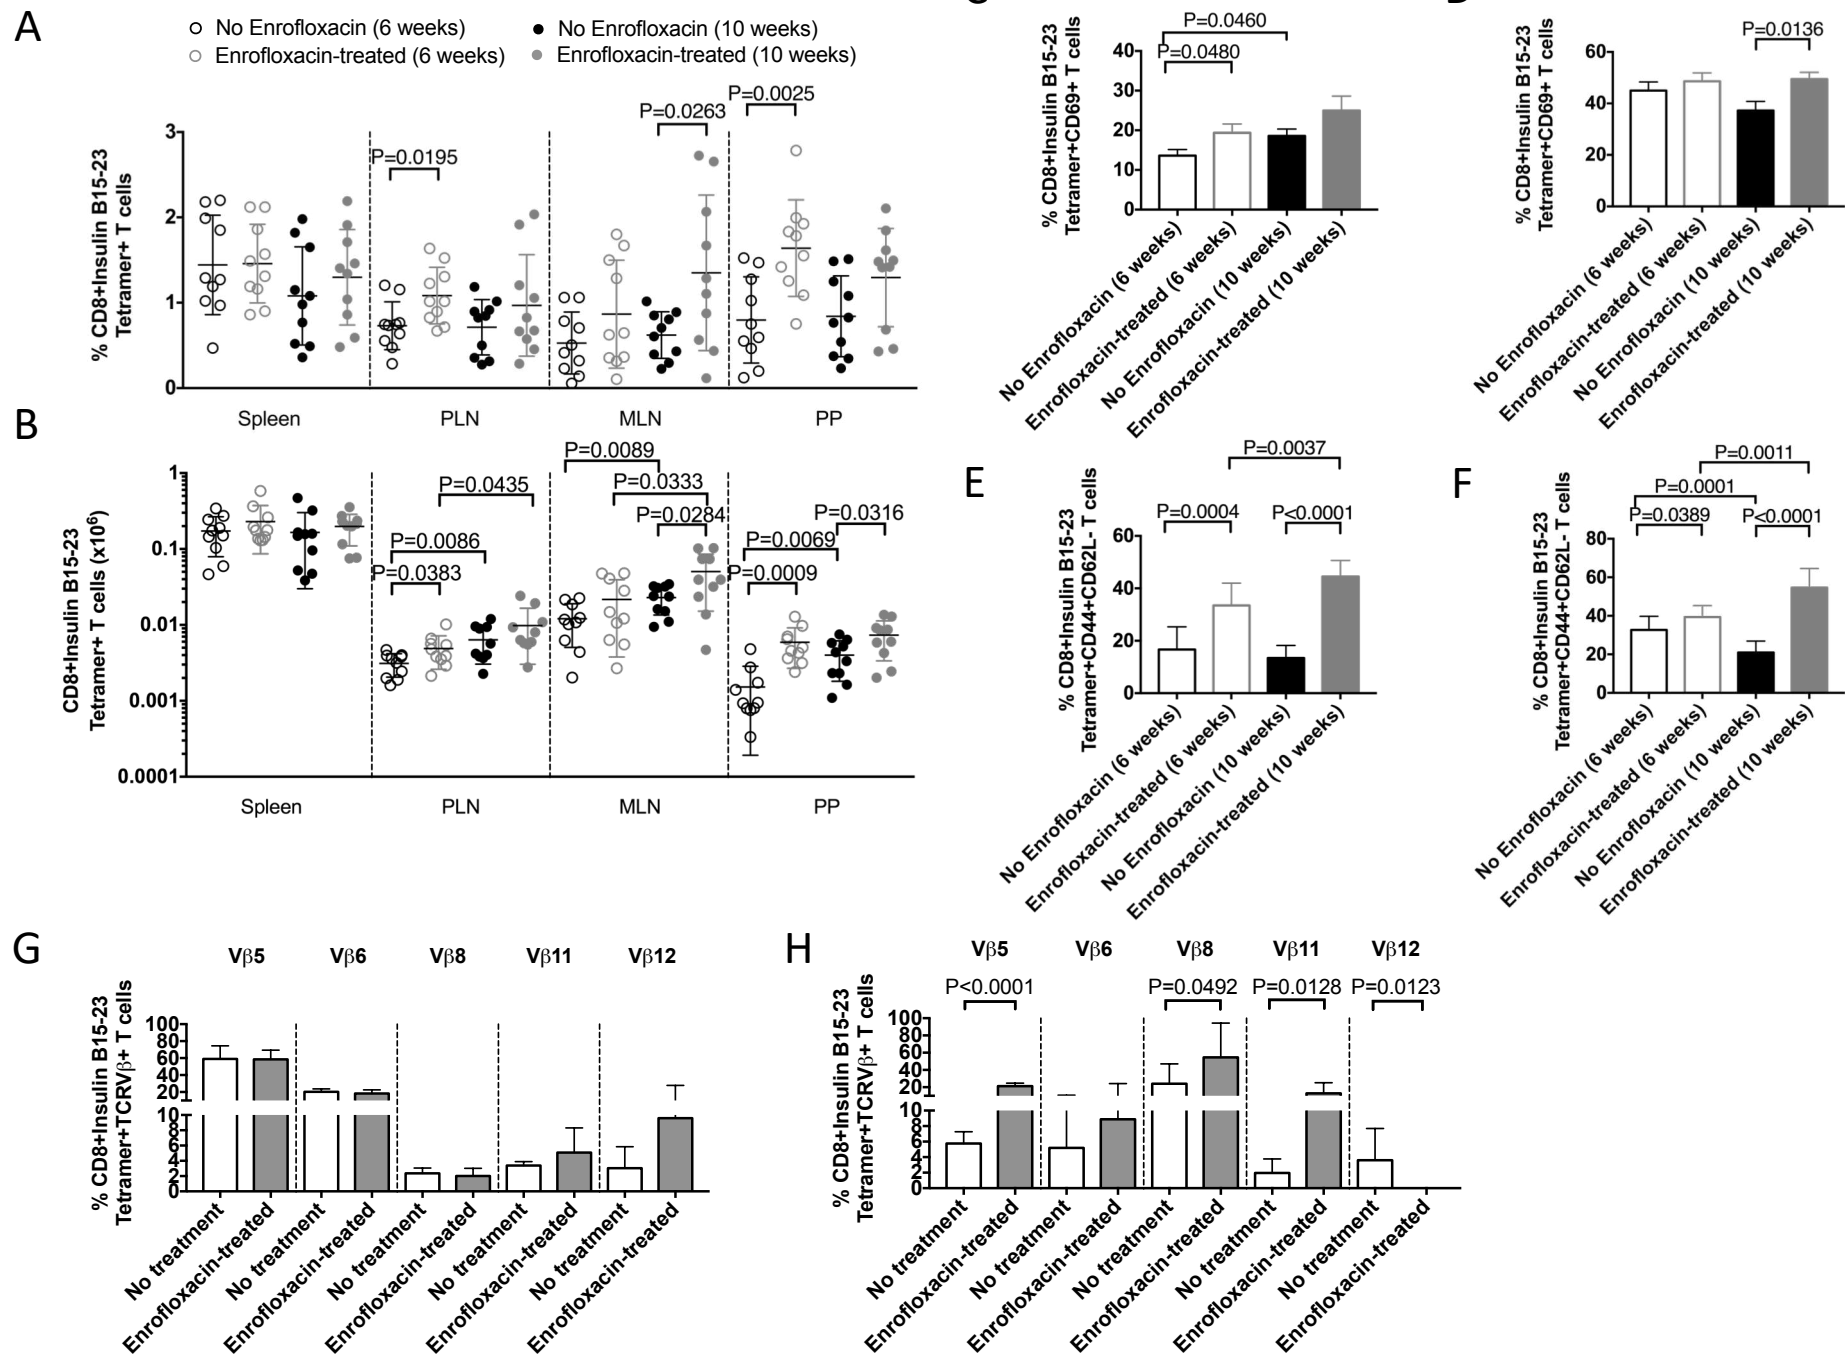 A
No Enrofloxacin (6 weeks)
No Enrofloxacin (10 weeks)
Enrofloxacin-treated (6 weeks)
Enrofloxacin-treated (10 weeks)
% CD8+Insulin B15-23
Tetramer+ T cells
3
2
1
0
P=0.0195
P=0.0263
P=0.0025
Spleen
PLN
MLN
PP
B
CD8+Insulin B15-23
Tetramer+ T cells (x10⁶)
1
0.1
0.01
0.001
0.0001
P=0.0383
P=0.0086
P=0.0435
P=0.0089
P=0.0333
P=0.0284
P=0.0009
P=0.0069
P=0.0316
Spleen
PLN
MLN
PP
% CD8+Insulin B15-23
Tetramer+CD69+ T cells
40
30
20
10
0
P=0.0460
P=0.0480
No Enrofloxacin (6 weeks)
Enrofloxacin-treated (6 weeks)
No Enrofloxacin (10 weeks)
Enrofloxacin-treated (10 weeks)
% CD8+Insulin B15-23
Tetramer+CD69+ T cells
60
40
20
0
P=0.0136
No Enrofloxacin (6 weeks)
Enrofloxacin-treated (6 weeks)
No Enrofloxacin (10 weeks)
Enrofloxacin-treated (10 weeks)
E
% CD8+Insulin B15-23
Tetramer+CD44+CD62L- T cells
60
40
20
0
P=0.0037
P=0.0004
P<0.0001
No Enrofloxacin (6 weeks)
Enrofloxacin-treated (6 weeks)
No Enrofloxacin (10 weeks)
Enrofloxacin-treated (10 weeks)
F
% CD8+Insulin B15-23
Tetramer+CD44+CD62L- T cells
80
60
40
20
0
P=0.0011
P=0.0001
P=0.0389
P<0.0001
No Enrofloxacin (6 weeks)
Enrofloxacin-treated (6 weeks)
No Enrofloxacin (10 weeks)
Enrofloxacin-treated (10 weeks)
G
Vβ5
Vβ6
Vβ8
Vβ11
Vβ12
% CD8+Insulin B15-23
Tetramer+TCRVβ+ T cells
100
80
60
40
20
10
8
6
4
2
0
No treatment
Enrofloxacin-treated
No treatment
Enrofloxacin-treated
No treatment
Enrofloxacin-treated
No treatment
Enrofloxacin-treated
No treatment
Enrofloxacin-treated
H
Vβ5
Vβ6
Vβ8
Vβ11
Vβ12
P<0.0001
P=0.0492
P=0.0128
P=0.0123
% CD8+Insulin B15-23
Tetramer+TCRVβ+ T cells
100
80
60
40
20
10
8
6
4
2
0
No treatment
Enrofloxacin-treated
No treatment
Enrofloxacin-treated
No treatment
Enrofloxacin-treated
No treatment
Enrofloxacin-treated
No treatment
Enrofloxacin-treated